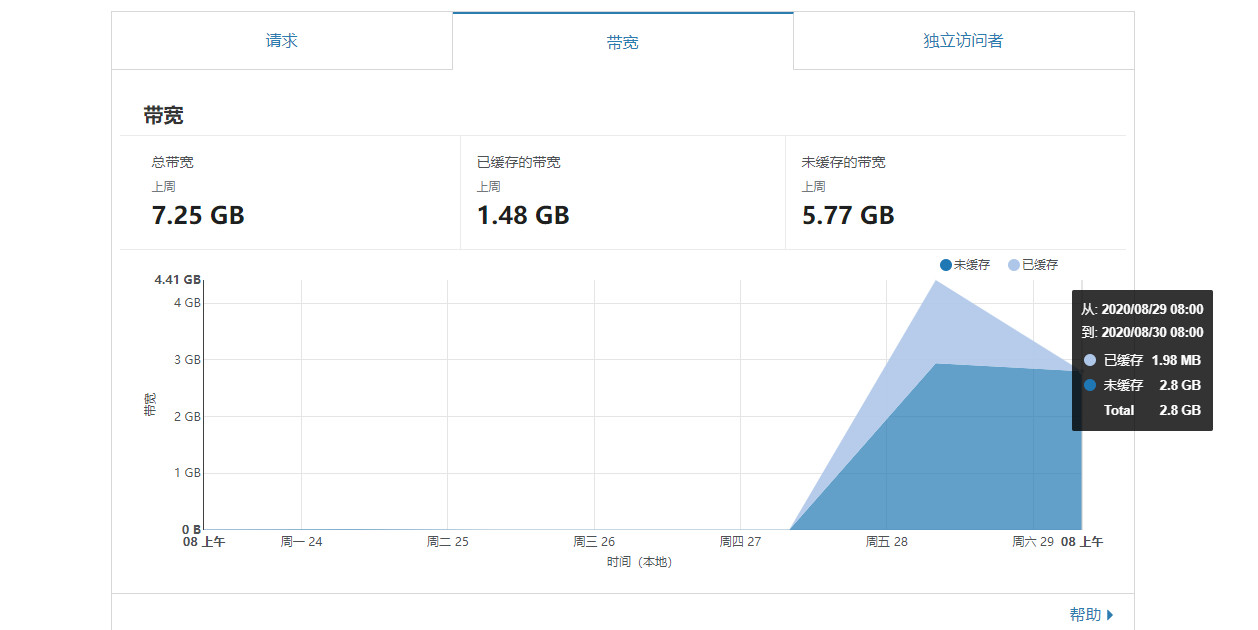 请求
带宽
独立访问者
带宽
总带宽
上周
7.25 GB
已缓存的带宽
上周
1.48 GB
未缓存的带宽
上周
5.77 GB
未缓存
已缓存
4.41 GB
4 GB
3 GB
2 GB
1 GB
0 B
带宽
08 上午
周一 24
周二 25
周三 26
周四 27
周五 28
周六 29
08 上午
时间（本地）
从: 2020/08/29 08:00
到: 2020/08/30 08:00
已缓存 1.98 MB
未缓存 2.8 GB
Total 2.8 GB
帮助